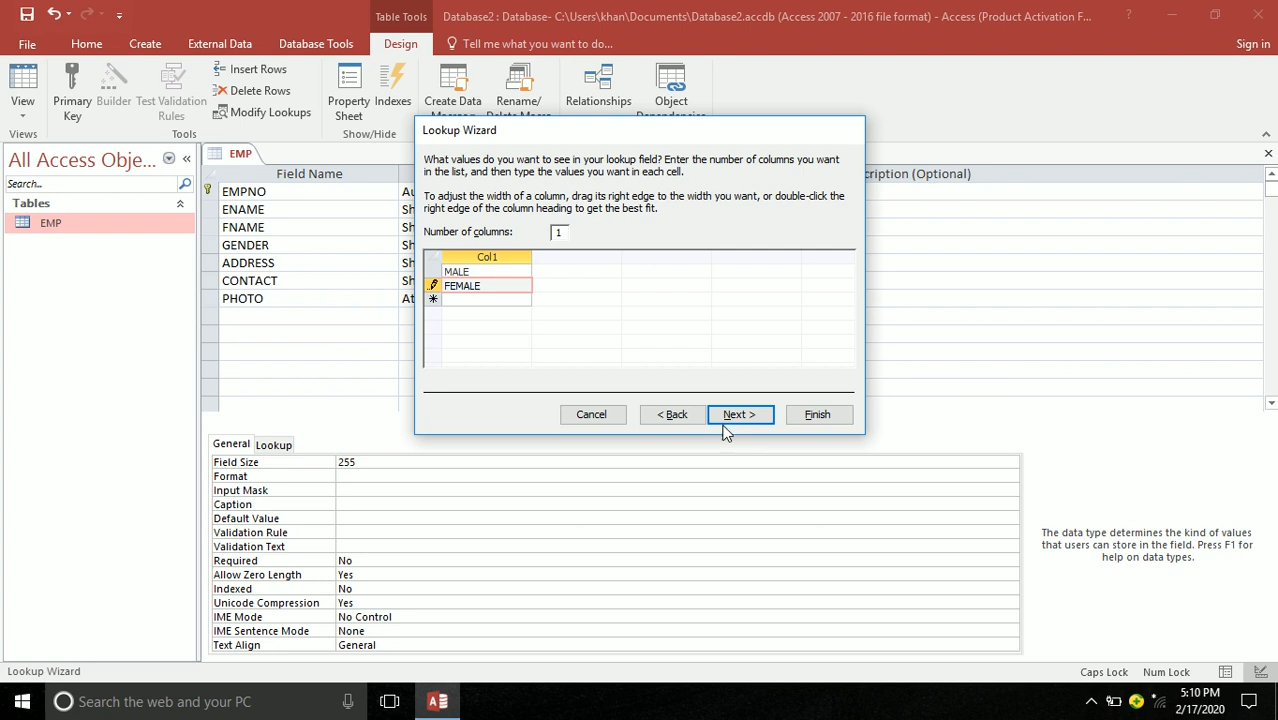 Table Tools
Database2 : Database- C:\Users\khan\Documents\Database2.accdb (Access 2007 - 2016 file format) - Access (Product Activation F...
?
File
Home
Create
External Data
Database Tools
Design
Tell me what you want to do...
Sign in
View
Primary Key
Builder
Test Validation Rules
Insert Rows
Delete Rows
Modify Lookups
Property Sheet
Indexes
Create Data
Rename/
Relationships
Object
Views
Tools
Show/Hide
All Access Obje...
«
Search...
Tables
EMP
EMP
Field Name
cription (Optional)
EMPNO
Au
ENAME
Sh
FNAME
Sh
GENDER
Sh
ADDRESS
Sh
CONTACT
Sh
PHOTO
At
Lookup Wizard
What values do you want to see in your lookup field? Enter the number of columns you want
in the list, and then type the values you want in each cell.
To adjust the width of a column, drag its right edge to the width you want, or double-click the
right edge of the column heading to get the best fit.
Number of columns: 1
Col1
MALE
FEMALE
Cancel
< Back
Next >
Finish
General
Lookup
Field Size 255
Format
Input Mask
Caption
Default Value
Validation Rule
Validation Text
Required No
Allow Zero Length Yes
Indexed No
Unicode Compression Yes
IME Mode No Control
IME Sentence Mode None
Text Align General
The data type determines the kind of values
that users can store in the field. Press F1 for
help on data types.
Lookup Wizard
Caps Lock
Num Lock
Search the web and your PC
5:10 PM
2/17/2020